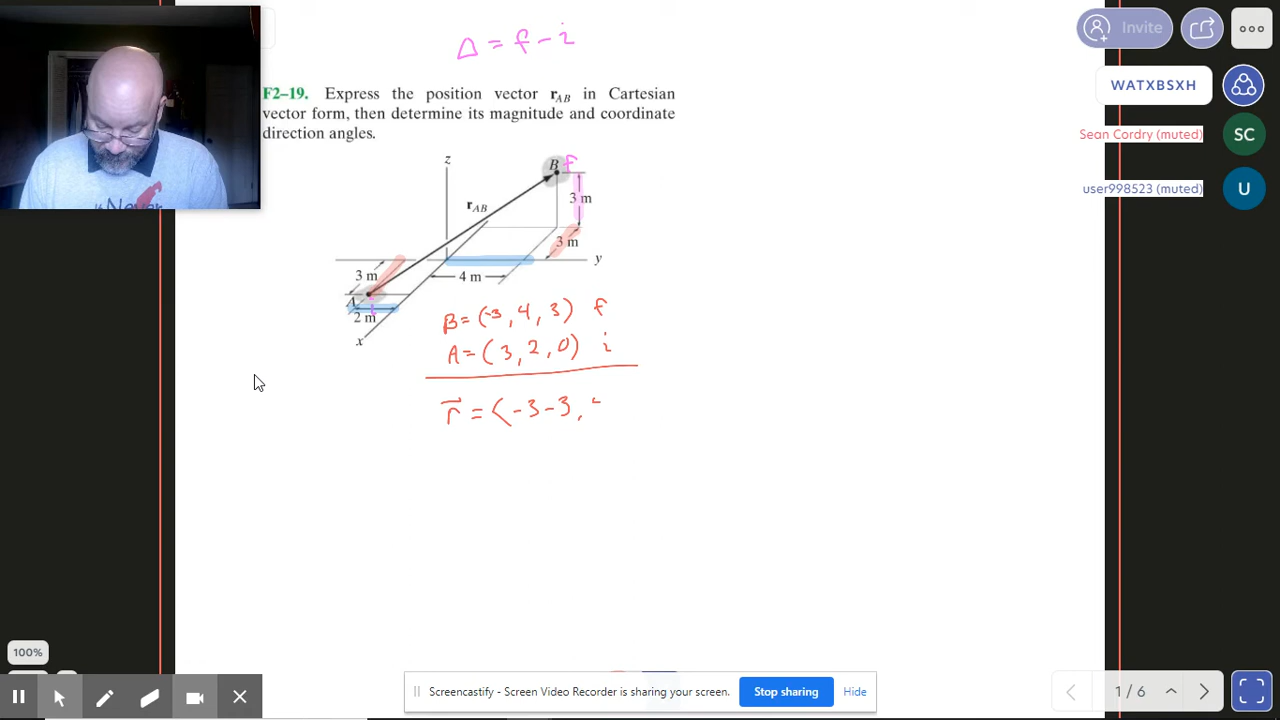 Δ = f - i
Invite
WATXBSXH
Sean Cordry (muted)
SC
user998523 (muted)
U
F2–19. Express the position vector r_AB in Cartesian
vector form, then determine its magnitude and coordinate
direction angles.
z
B f
3 m
r_AB
3 m
y
3 m
4 m
A
2 m
x
B = (-3, 4, 3) f
A = (3, 2, 0) i
r⃗ = ⟨-3-3,
100%
Screencastify - Screen Video Recorder is sharing your screen.
Stop sharing
Hide
1 / 6